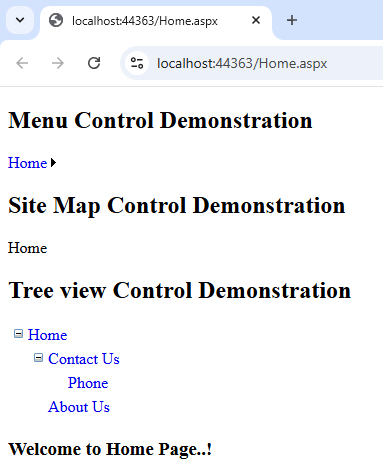 localhost:44363/Home.aspx
localhost:44363/Home.aspx
Menu Control Demonstration
Home
Site Map Control Demonstration
Home
Tree view Control Demonstration
Home
Contact Us
Phone
About Us
Welcome to Home Page..!